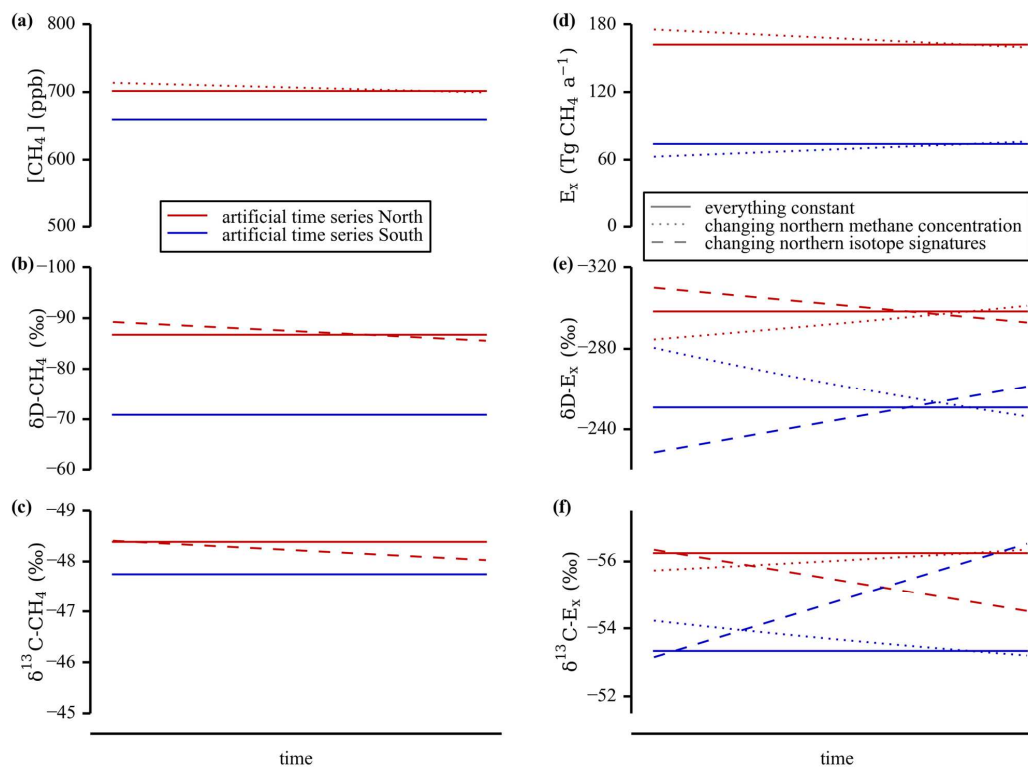 (a)
800
700
600
500
[CH₄] (ppb)
artificial time series North
artificial time series South
(b)
−100
−90
−80
−70
−60
δD-CH₄ (‰)
(c)
−49
−48
−47
−46
−45
δ¹³C-CH₄ (‰)
time
(d)
180
120
60
0
Eₓ (Tg CH₄ a⁻¹)
everything constant
changing northern methane concentration
changing northern isotope signatures
(e)
−320
−280
−240
δD-Eₓ (‰)
(f)
−56
−54
−52
δ¹³C-Eₓ (‰)
time